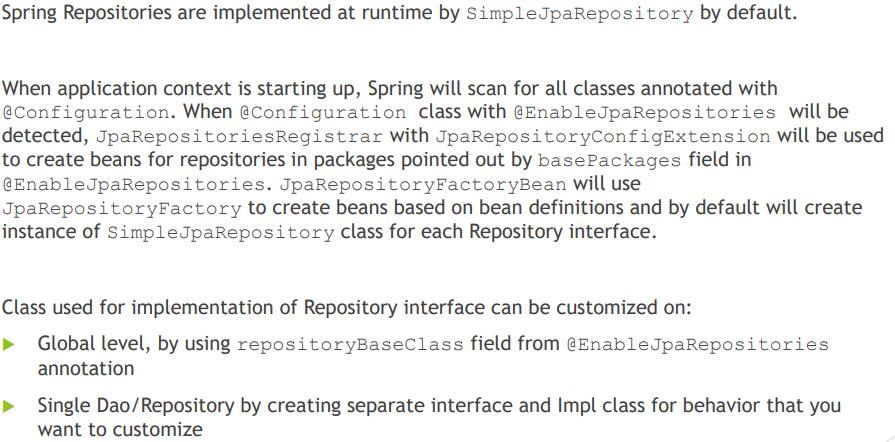 Spring Repositories are implemented at runtime by SimpleJpaRepository by default.
When application context is starting up, Spring will scan for all classes annotated with
@Configuration. When @Configuration class with @EnableJpaRepositories will be
detected, JpaRepositoriesRegistrar with JpaRepositoryConfigExtension will be used
to create beans for repositories in packages pointed out by basePackages field in
@EnableJpaRepositories. JpaRepositoryFactoryBean will use
JpaRepositoryFactory to create beans based on bean definitions and by default will create
instance of SimpleJpaRepository class for each Repository interface.
Class used for implementation of Repository interface can be customized on:
Global level, by using repositoryBaseClass field from @EnableJpaRepositories
annotation
Single Dao/Repository by creating separate interface and Impl class for behavior that you
want to customize